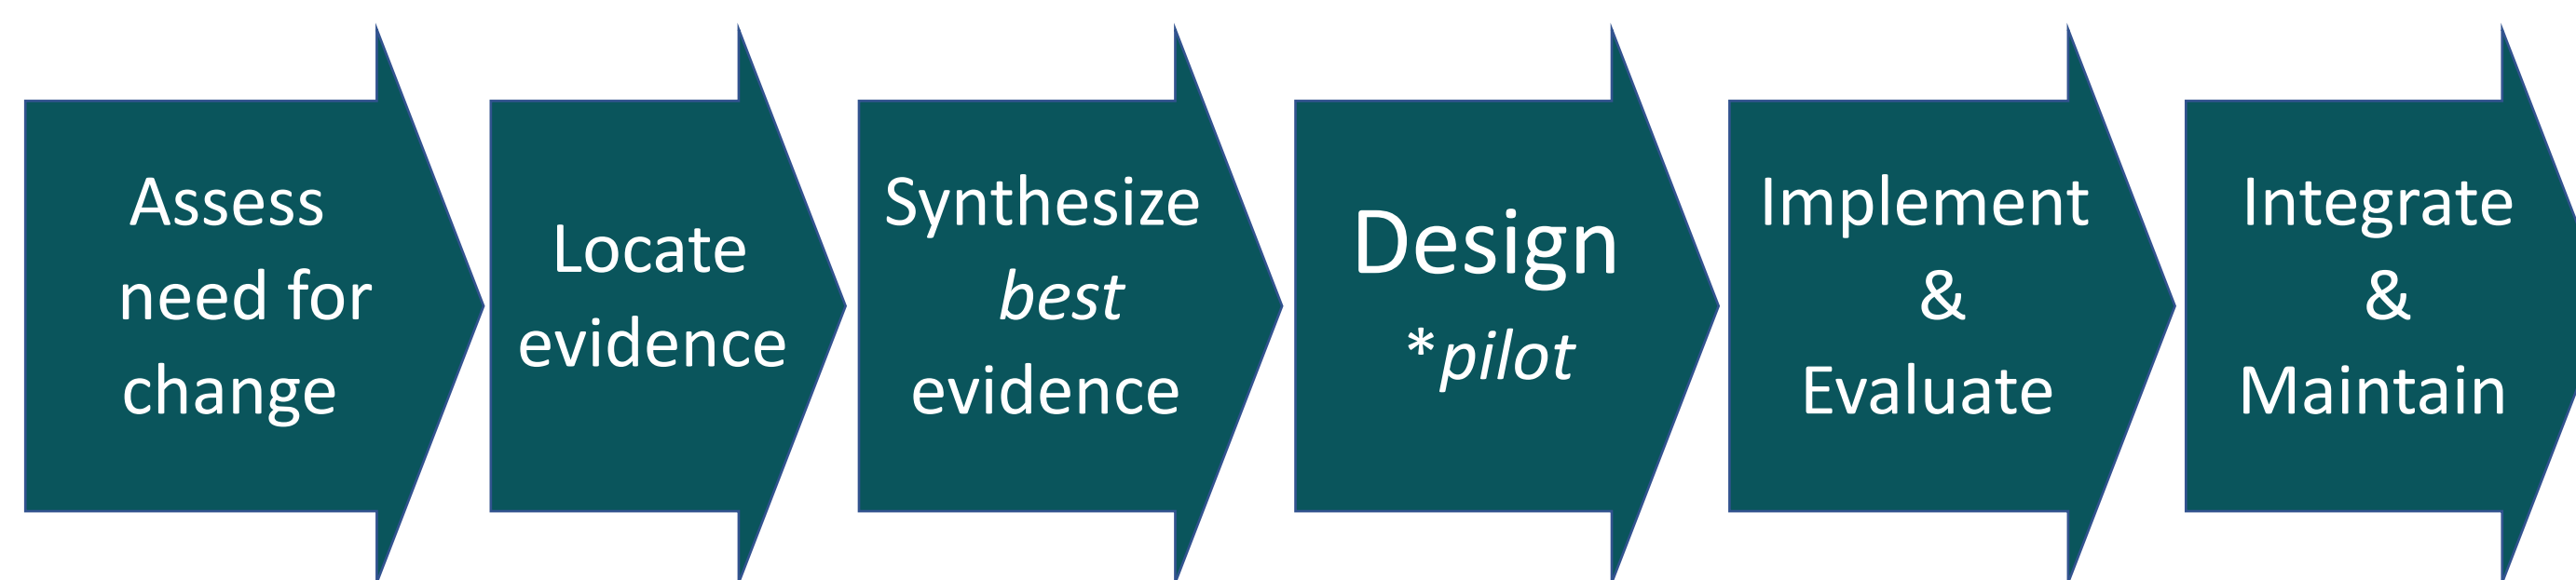 Assess
need for
change
Locate
evidence
Synthesize
best
evidence
Design
*pilot
Implement
&
Evaluate
Integrate
&
Maintain